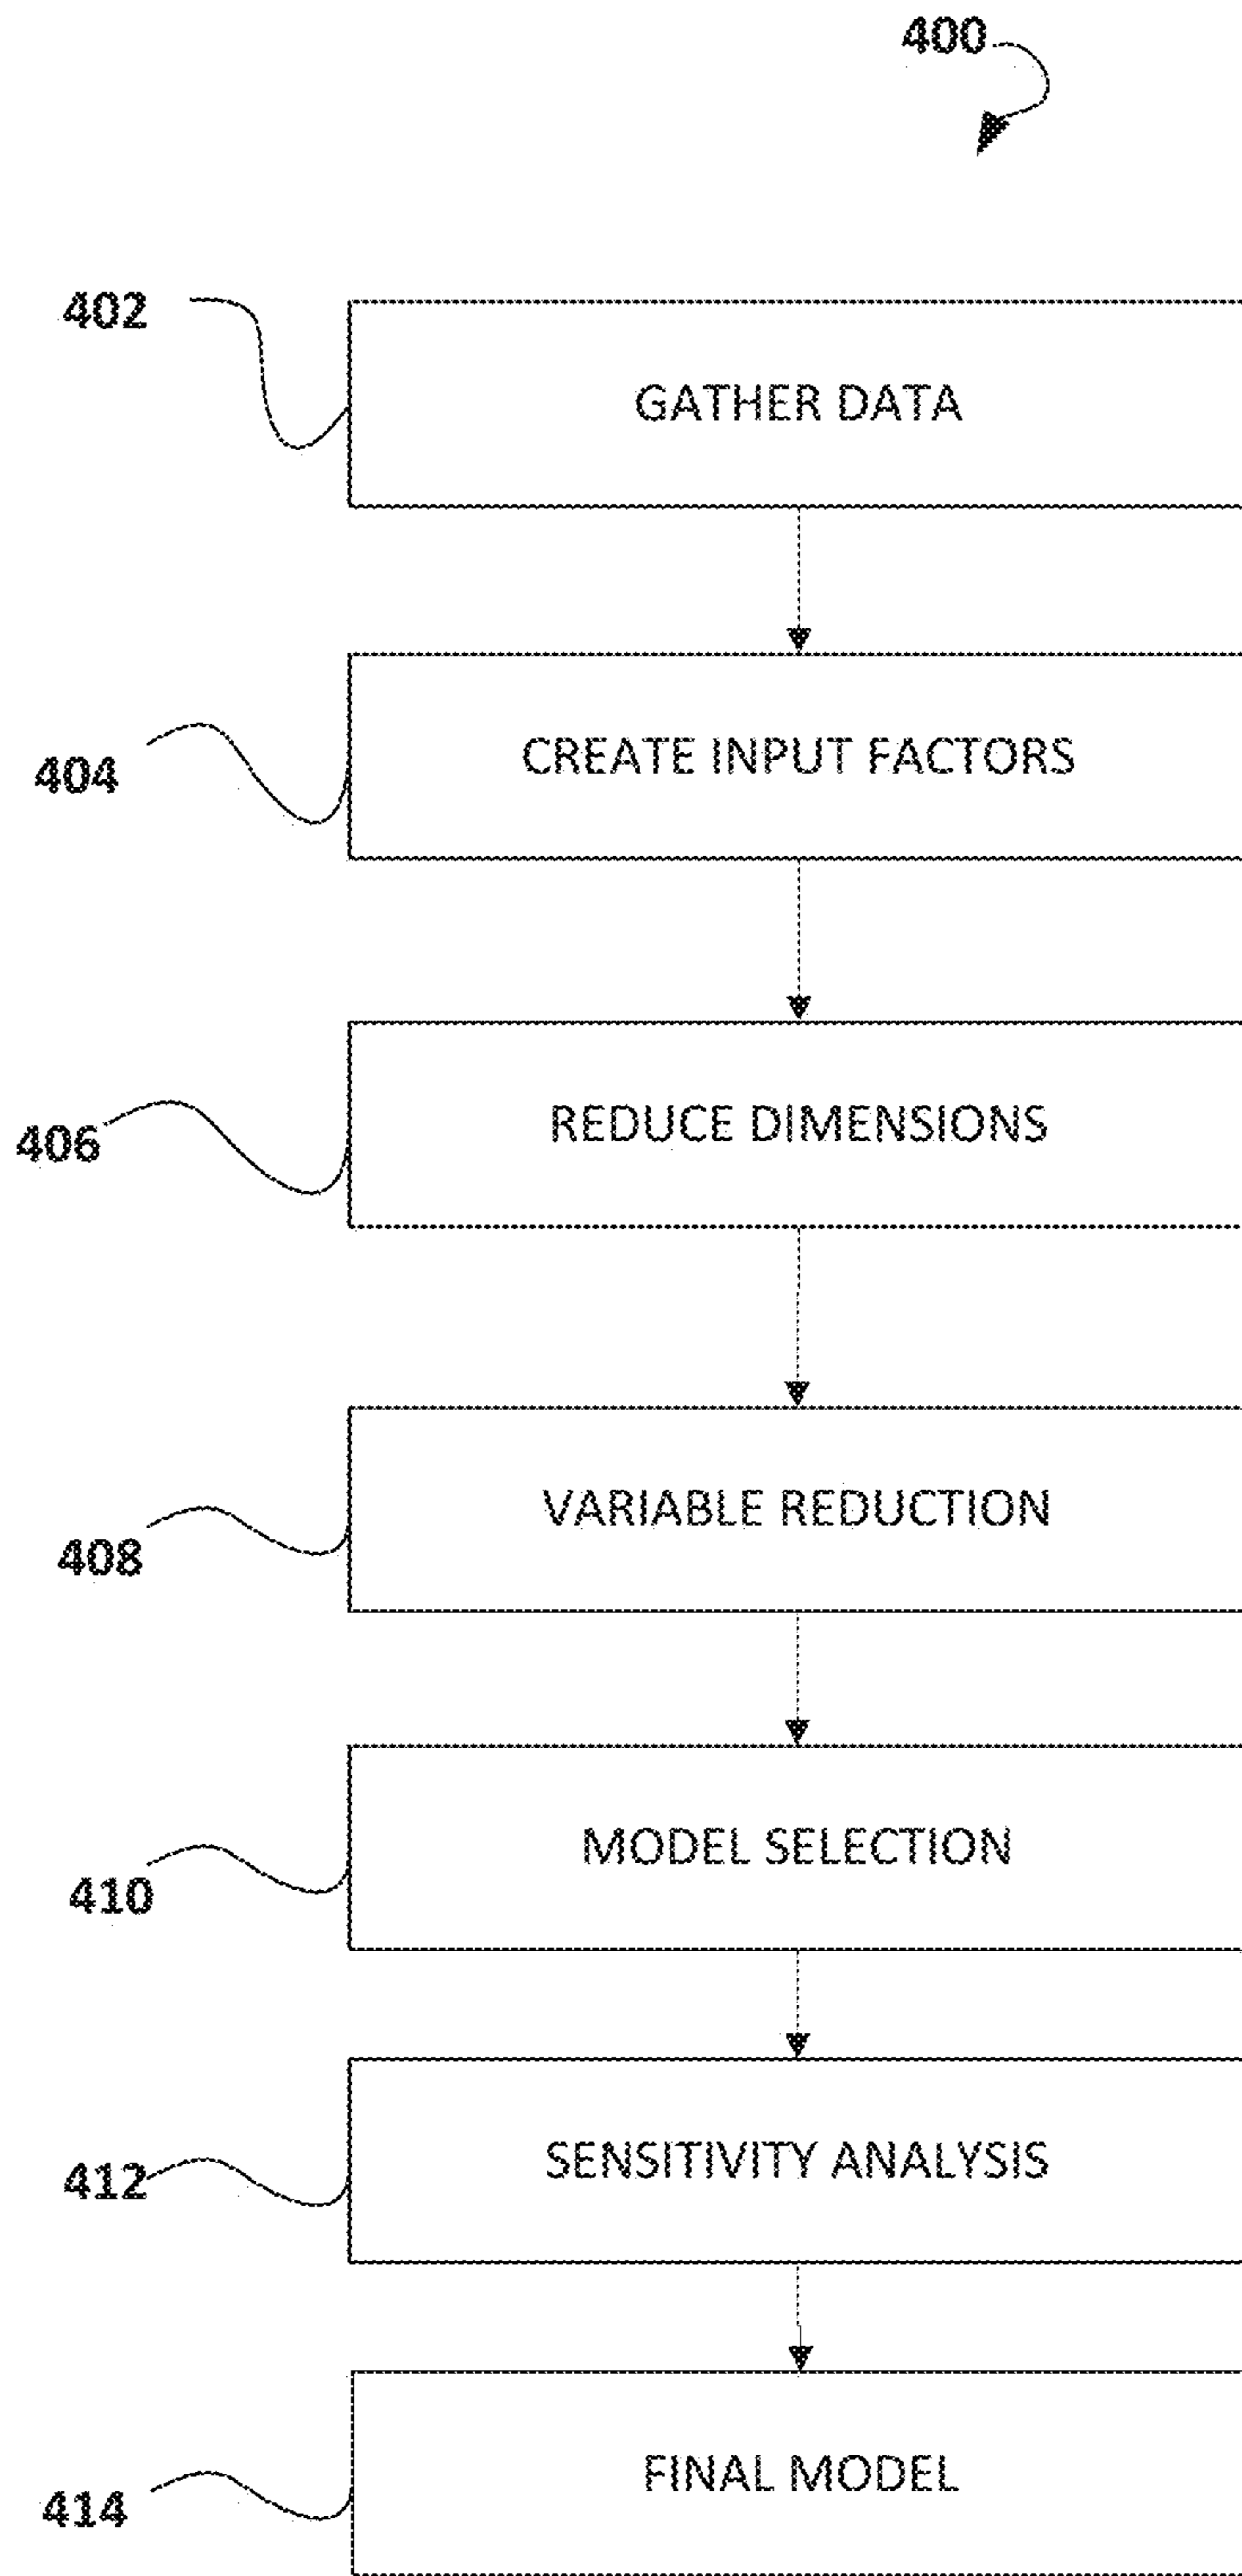 400
402
GATHER DATA
404
CREATE INPUT FACTORS
406
REDUCE DIMENSIONS
408
VARIABLE REDUCTION
410
MODEL SELECTION
412
SENSITIVITY ANALYSIS
414
FINAL MODEL